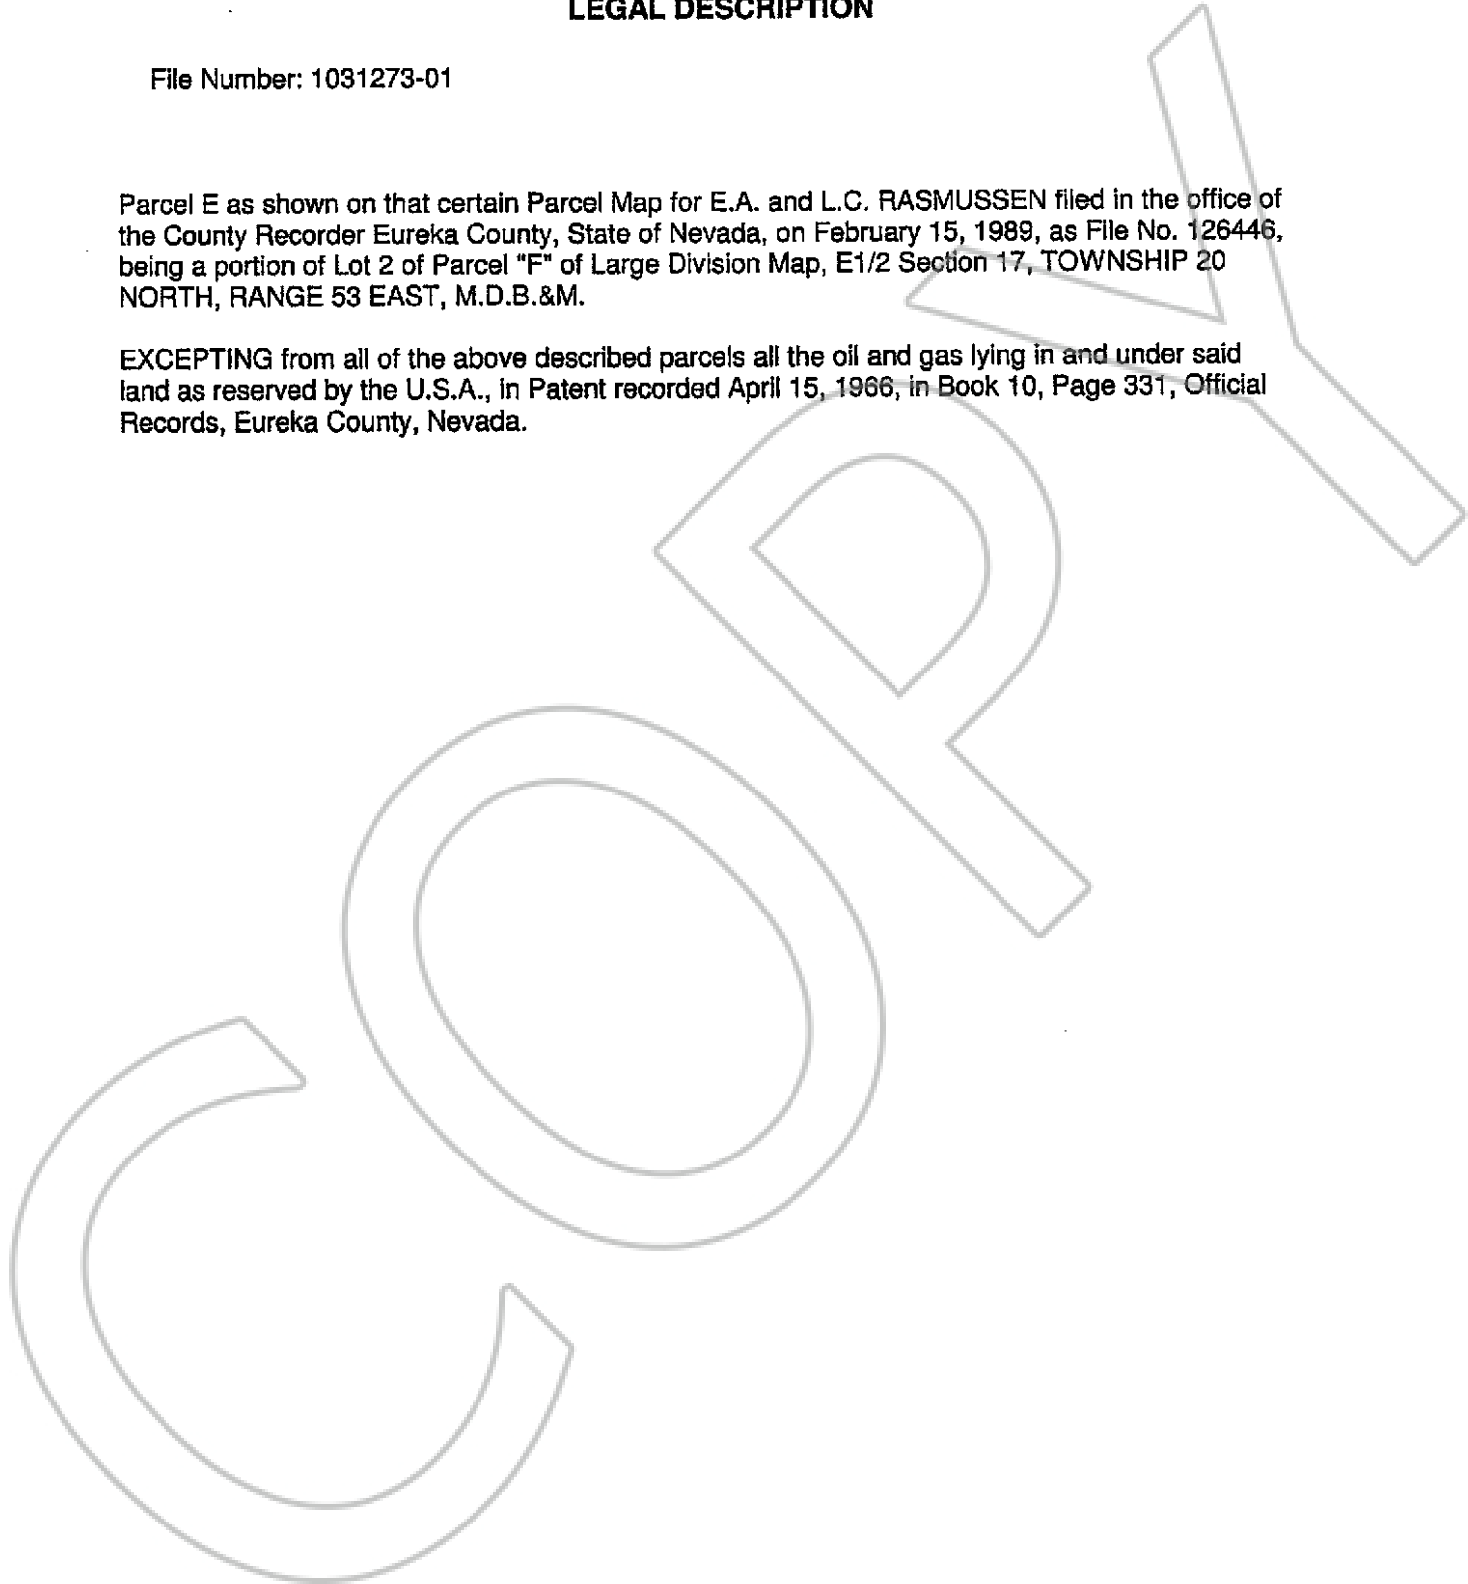 LEGAL DESCRIPTION
File Number: 1031273-01
Parcel E as shown on that certain Parcel Map for E.A. and L.C. RASMUSSEN filed in the office of
the County Recorder Eureka County, State of Nevada, on February 15, 1989, as File No. 126446,
being a portion of Lot 2 of Parcel "F" of Large Division Map, E1/2 Section 17, TOWNSHIP 20
NORTH, RANGE 53 EAST, M.D.B.&M.
EXCEPTING from all of the above described parcels all the oil and gas lying in and under said
land as reserved by the U.S.A., in Patent recorded April 15, 1966, in Book 10, Page 331, Official
Records, Eureka County, Nevada.
COPY